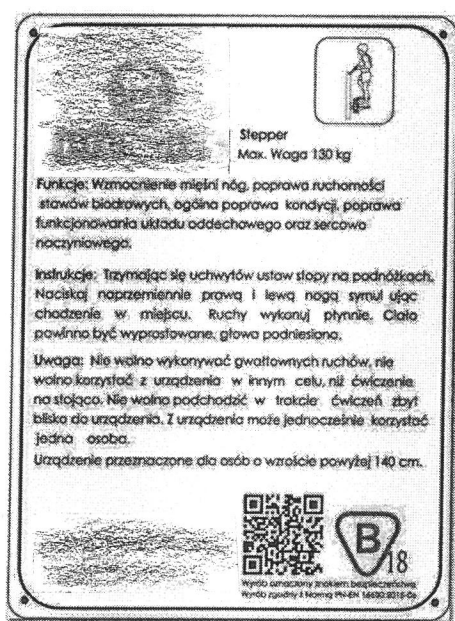 Stepper
Max. Waga 130 kg
Funkcje: Wzmocnienie mięśni nóg, poprawa ruchomości
stawów biodrowych, ogólna poprawa kondycji, poprawa
funkcjonowania układu oddechowego oraz sercowo
naczyniowego.
Instrukcje: Trzymając się uchwytów ustaw stopy na podnóżkach.
Naciskaj naprzemiennie prawą i lewą nogą symul ując
chodzenie w miejscu. Ruchy wykonuj płynnie. Ciało
powinno być wyprostowane, głowa podniesiona.
Uwaga: Nie wolno wykonywać gwałtownych ruchów, nie
wolno korzystać z urządzenia w innym celu, niż ćwiczenie
na stojąco. Nie wolno podchodzić w trakcie ćwiczeń zbyt
blisko do urządzenia. Z urządzenia może jednocześnie korzystać
jedna osoba.
Urządzenie przeznaczone dla osób o wzroście powyżej 140 cm.
B
18
Wyrób oznaczony znakiem bezpieczeństwa
Wyrób zgodny z Normą PN-EN